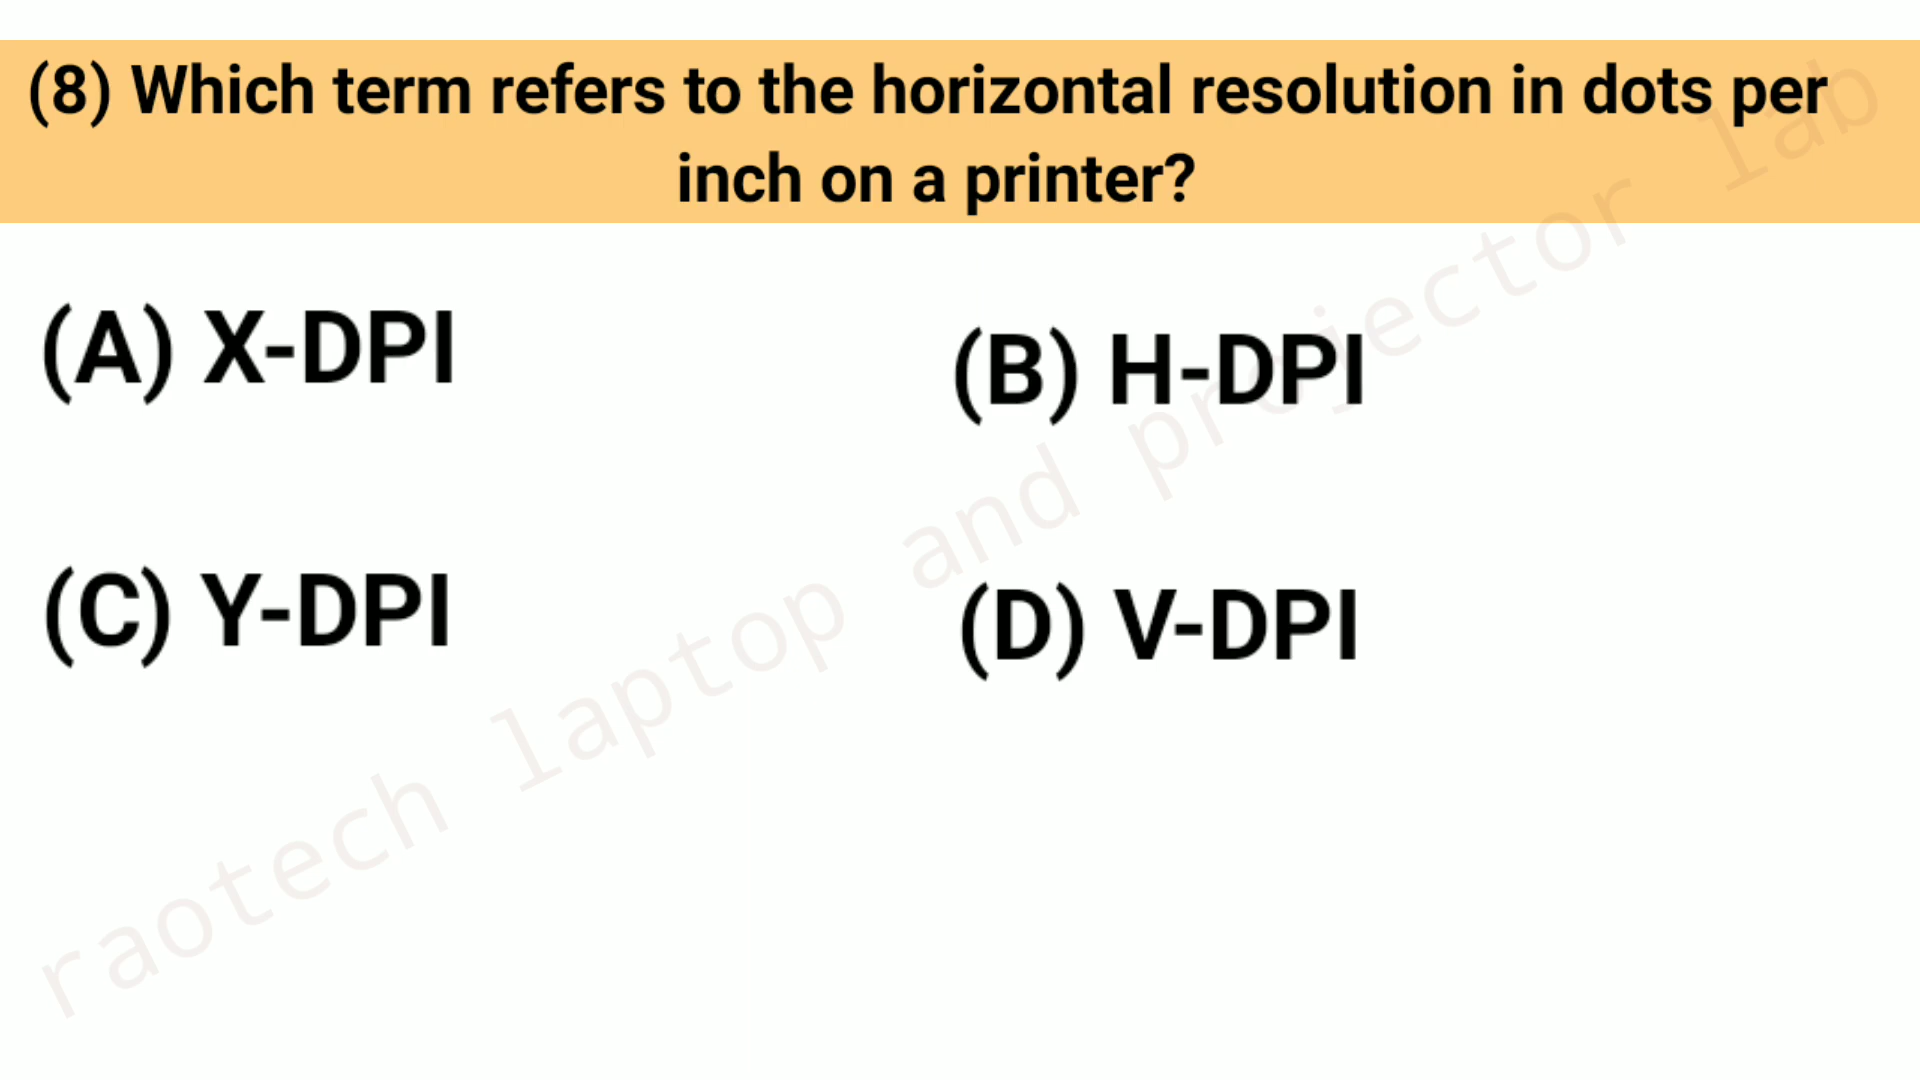 (8) Which term refers to the horizontal resolution in dots per
inch on a printer?
(A) X-DPI
(B) H-DPI
(C) Y-DPI
(D) V-DPI
raotech laptop and projector lab